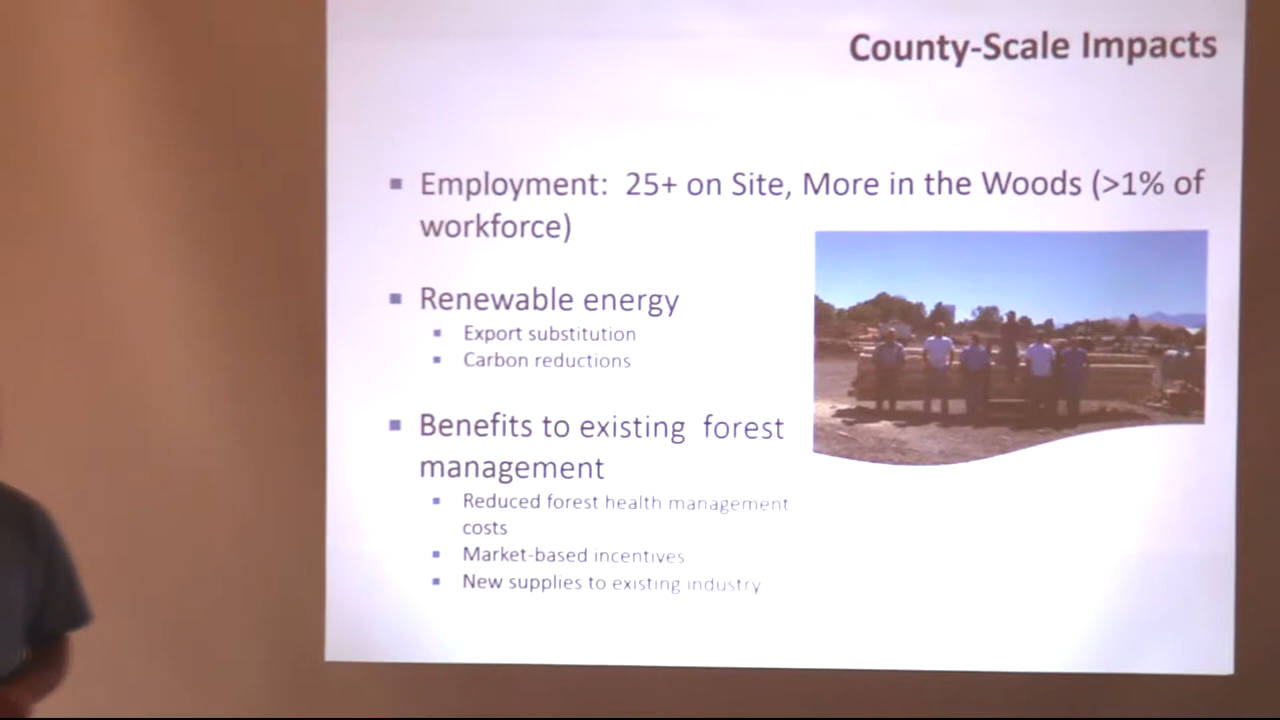 County-Scale Impacts
Employment: 25+ on Site, More in the Woods (>1% of
workforce)
Renewable energy
Export substitution
Carbon reductions
Benefits to existing forest
management
Reduced forest health management
costs
Market-based incentives
New supplies to existing industry